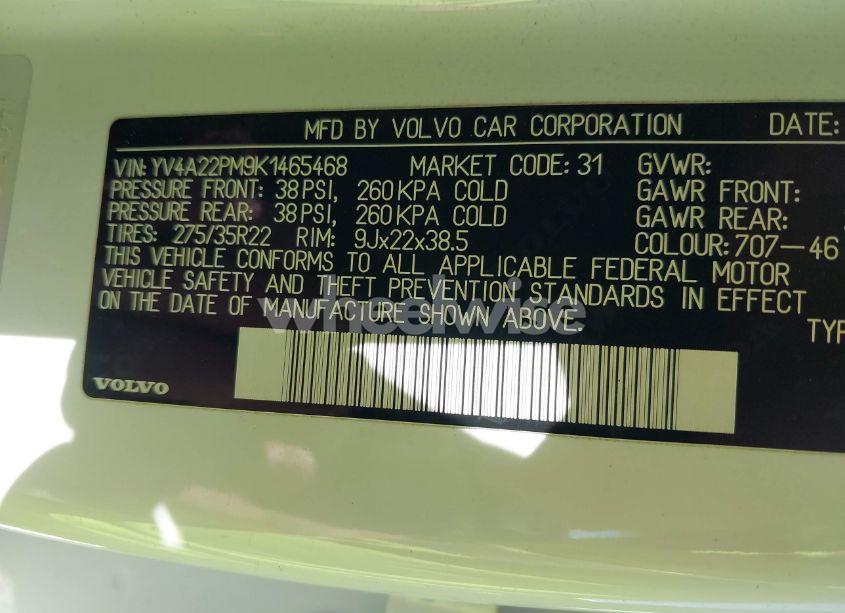 MFD BY VOLVO CAR CORPORATION DATE:
VIN: YV4A22PM9K1465468 MARKET CODE: 31 GVWR:
PRESSURE FRONT: 38 PSI, 260 KPA COLD GAWR FRONT:
PRESSURE REAR: 38 PSI, 260 KPA COLD GAWR REAR:
TIRES: 275/35R22 RIM: 9Jx22x38.5 COLOUR: 707-46
THIS VEHICLE CONFORMS TO ALL APPLICABLE FEDERAL MOTOR
VEHICLE SAFETY AND THEFT PREVENTION STANDARDS IN EFFECT
ON THE DATE OF MANUFACTURE SHOWN ABOVE.
TYP
wheelwire
VOLVO